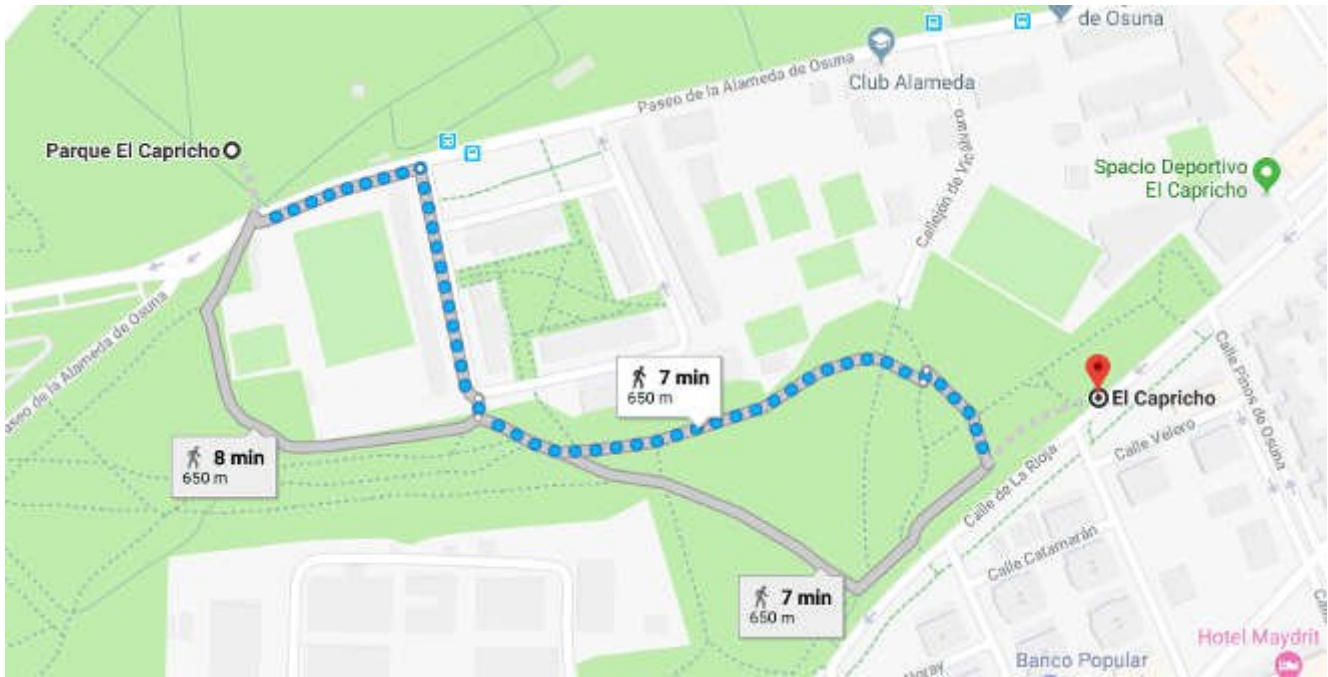 de Osuna
Club Alameda
Paseo de la Alameda de Osuna
Parque El Capricho
Callejón de Vicálvaro
Spacio Deportivo
El Capricho
Paseo de la Alameda de Osuna
7 min
650 m
El Capricho
Calle Pinos de Osuna
Calle Velero
8 min
650 m
Calle de La Rioja
Calle Catamarán
7 min
650 m
Hotel Maydrit
Banco Popular